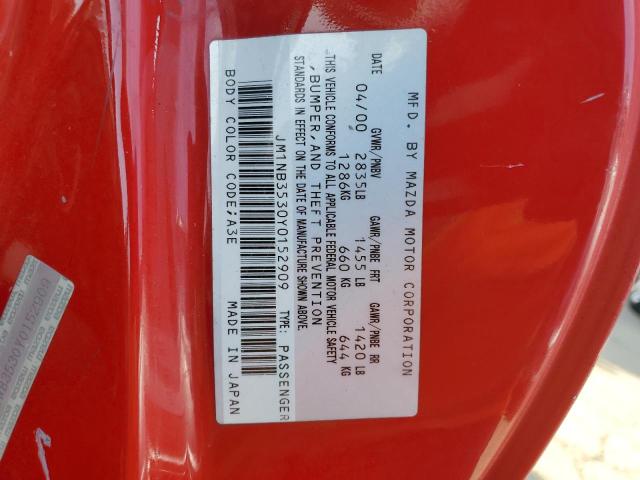 MFD. BY MAZDA MOTOR CORPORATION
DATE GVWR/PNBV GAWR/PNBE FRT GAWR/PNBE RR
04/00 2835LB 1455 LB 1420 LB
1286KG 660 KG 644 KG
THIS VEHICLE CONFORMS TO ALL APPLICABLE FEDERAL MOTOR VEHICLE SAFETY
,BUMPER, AND THEFT PREVENTION
STANDARDS IN EFFECT ON THE DATE OF MANUFACTURE SHOWN ABOVE.
JM1NB3530Y0152909 TYPE: PASSENGER
BODY COLOR CODE;A3E MADE IN JAPAN